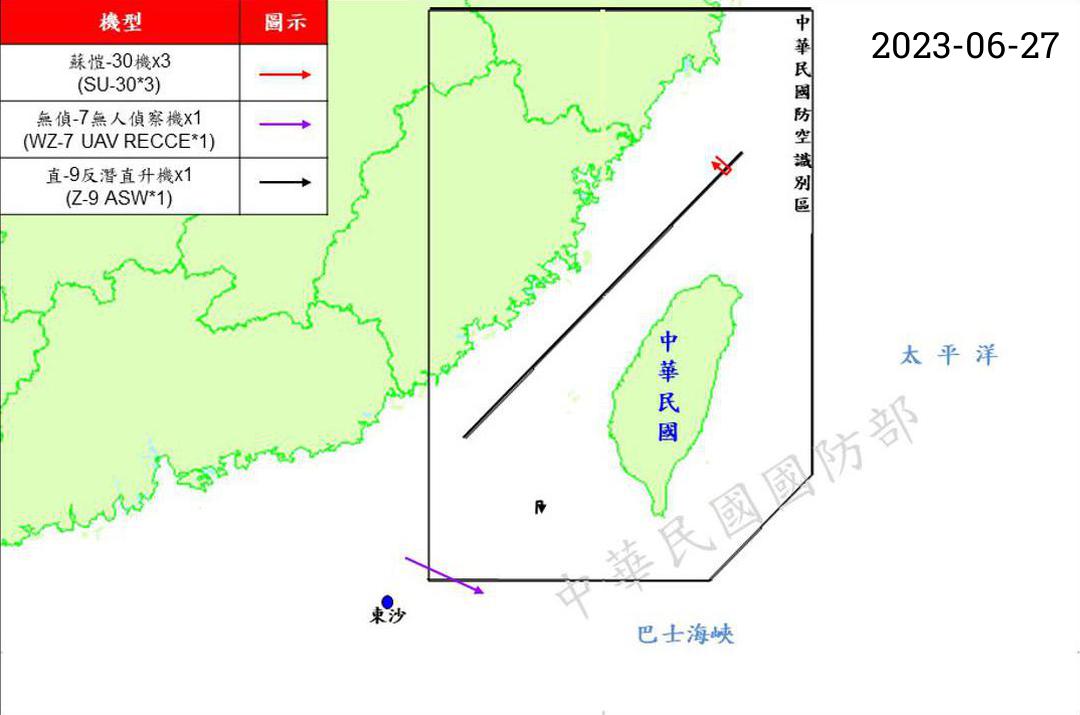 機型
圖示
蘇愷-30機x3
(SU-30*3)
無偵-7無人偵察機x1
(WZ-7 UAV RECCE*1)
直-9反潛直升機x1
(Z-9 ASW*1)
中華民國防空識別區
2023-06-27
中華民國
太平洋
中華民國國防部
東沙
巴士海峽